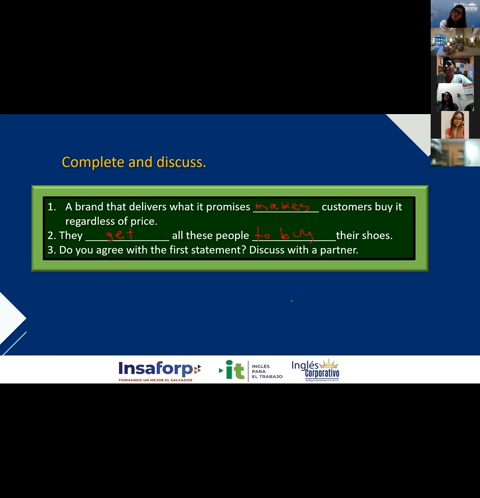 Complete and discuss.
1. A brand that delivers what it promises makes customers buy it
regardless of price.
2. They get all these people to buy their shoes.
3. Do you agree with the first statement? Discuss with a partner.
Insaforp
FORMANDO UN MEJOR EL SALVADOR
it
INGLES
PARA
EL TRABAJO
Inglés
Corporativo